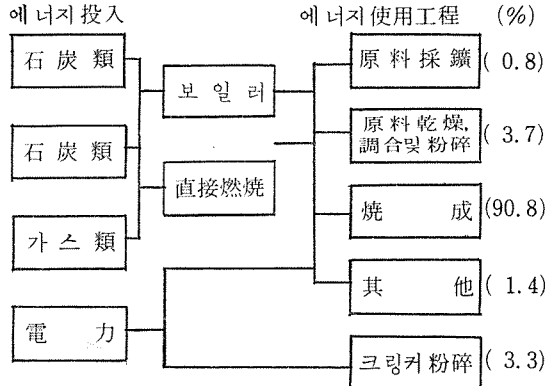 에너지投入 에너지使用工程 (%)
石炭類
보일러
原料採鑛 (0.8)
石炭類
原料乾燥,
調合및粉碎 (3.7)
直接燃焼
가스類
焼成 (90.8)
電力
其他 (1.4)
크링커粉碎 (3.3)